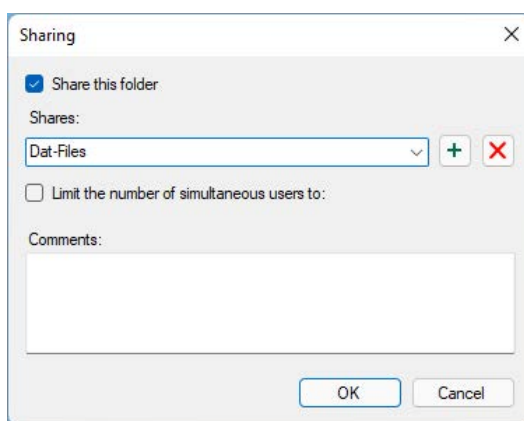 Sharing
Share this folder
Shares:
Dat-Files
Limit the number of simultaneous users to:
Comments:
OK Cancel